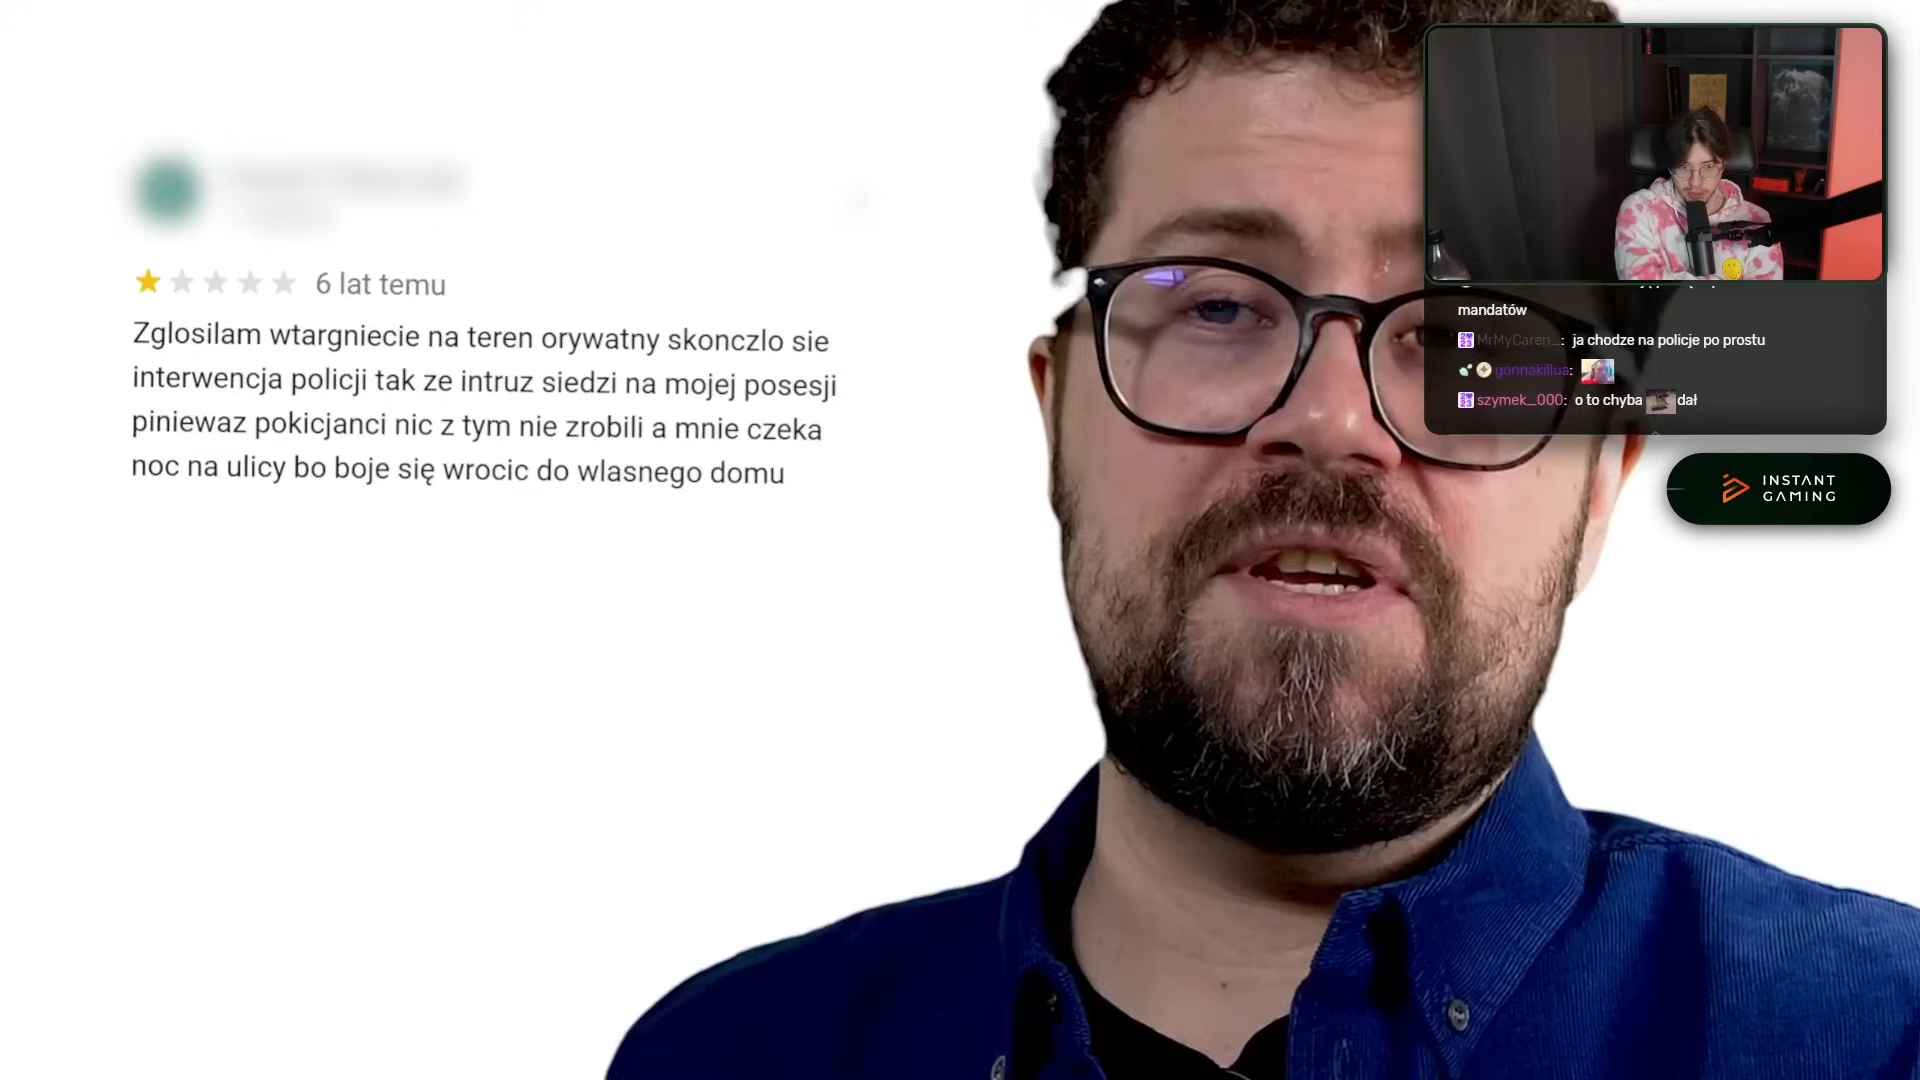 6 lat temu
Zglosilam wtargniecie na teren orywatny skonczlo sie
interwencja policji tak ze intruz siedzi na mojej posesji
piniewaz pokicjanci nic z tym nie zrobili a mnie czeka
noc na ulicy bo boje się wrocic do wlasnego domu
mandatów
MrMyCaren_: ja chodze na policje po prostu
gonnakillua:
szymek_000: o to chyba dał
INSTANT
GAMING